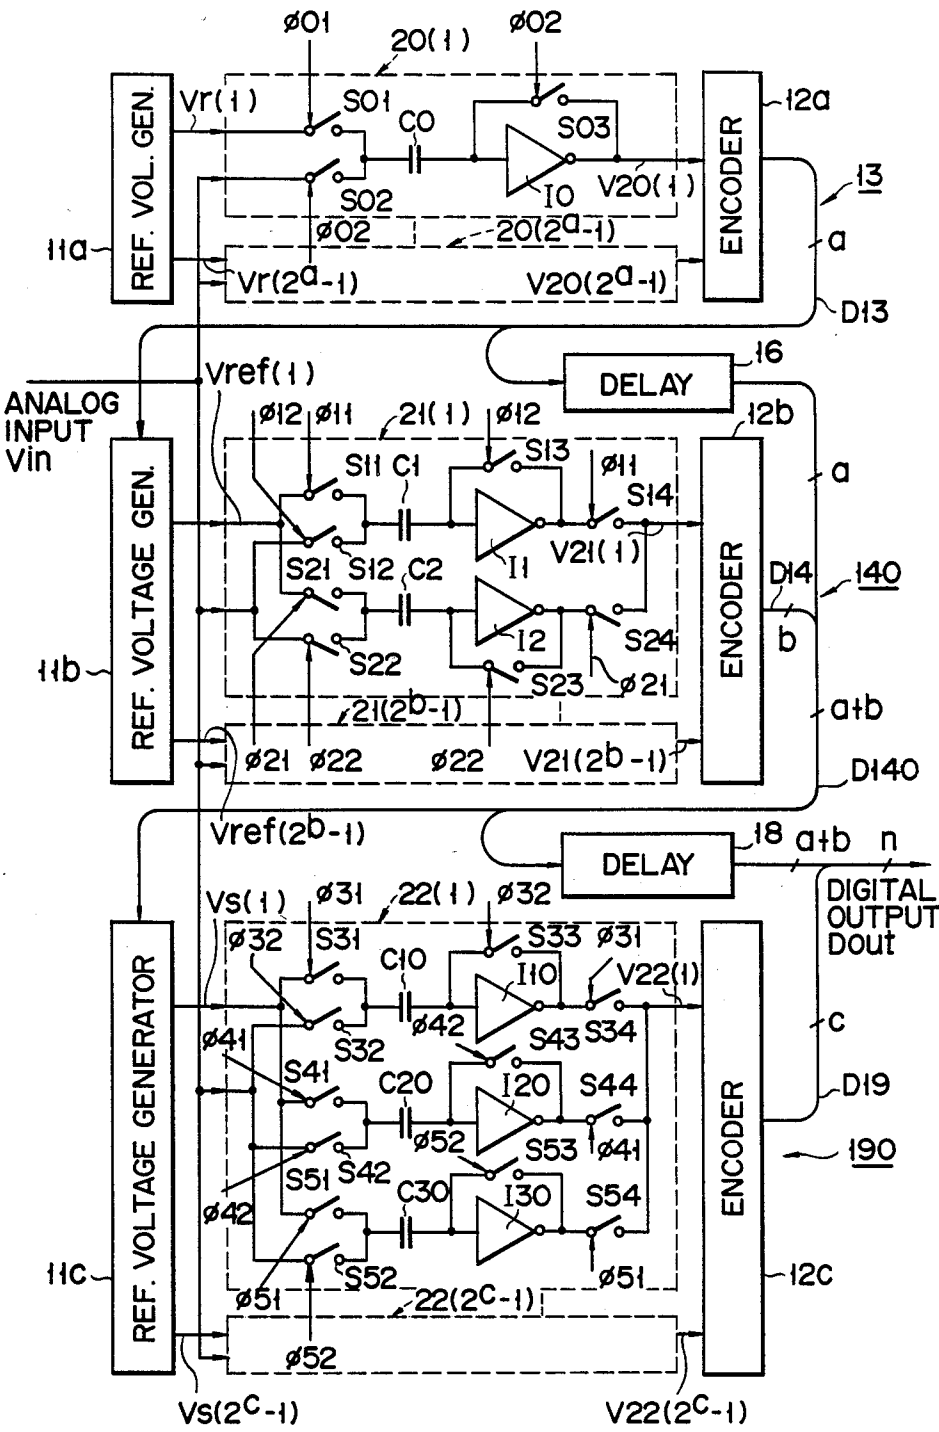 ø01
ø02
20(1)
Vr(1)
S01
C0
S03
12a
REF. VOL. GEN.
ENCODER
13
S02
I0
V20(1)
11a
ø02
20(2a-1)
a
Vr(2a-1)
V20(2a-1)
D13
Vref(1)
16
DELAY
ANALOG
INPUT
Vin
ø12
ø11
21(1)
ø12
12b
S13
ø11
S11
C1
S14
a
REF. VOLTAGE GEN.
ENCODER
V21(1)
I1
S21
S12
C2
D14
140
b
I2
S22
S24
11b
S23
ø21
21(2b-1)
a+b
ø21
ø22
ø22
V21(2b-1)
D140
Vref(2b-1)
18
a+b
n
DELAY
Vs(1)
ø31
22(1)
ø32
DIGITAL
OUTPUT
Dout
ø32
S31
S33
ø31
C10
I10
V22(1)
REF. VOLTAGE GENERATOR
ENCODER
ø42
S34
c
ø41
S32
S43
S41
C20
I20
S44
D19
ø52
S53
ø41
190
S51
S42
C30
I30
S54
ø42
11c
S52
ø51
12c
ø51
22(2c-1)
ø52
Vs(2c-1)
V22(2c-1)